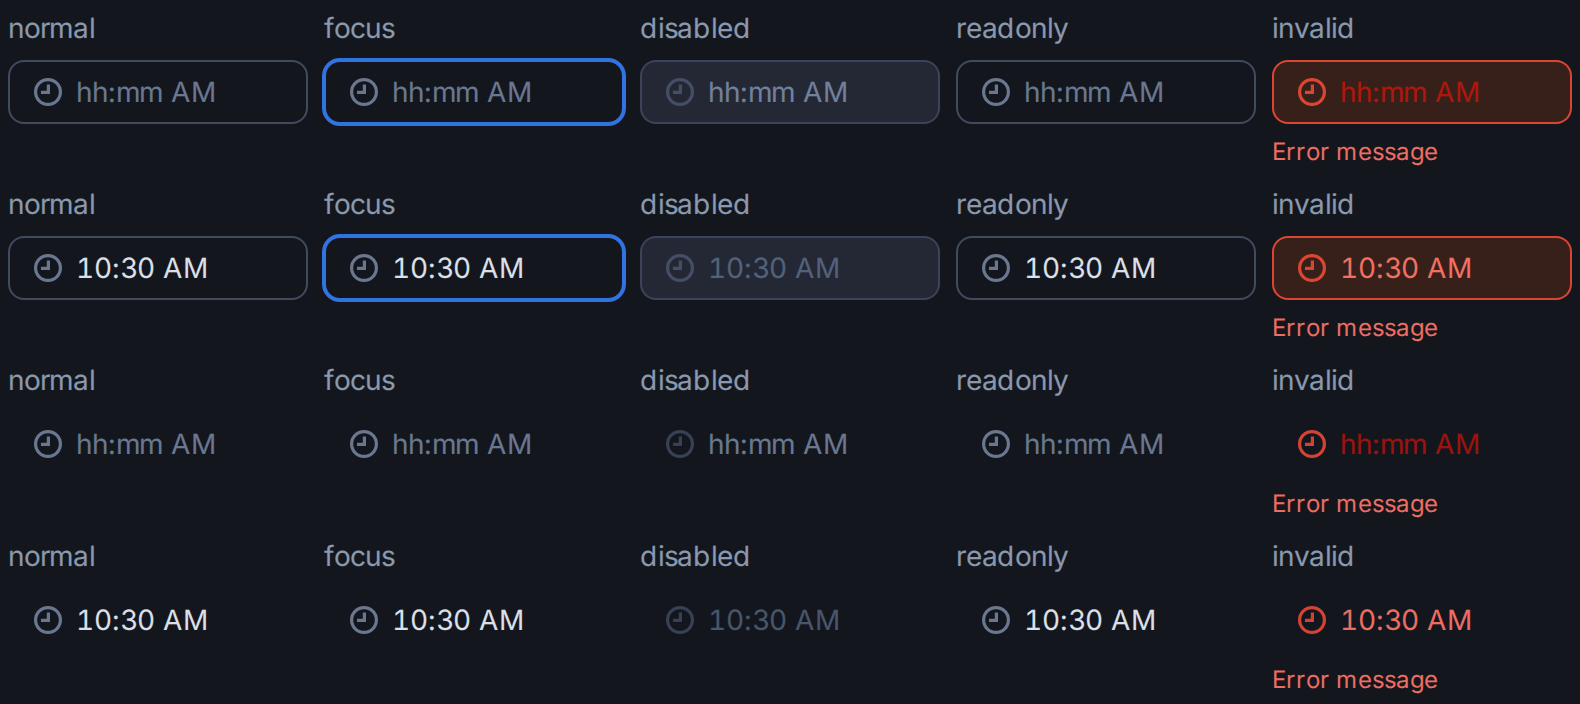 normal focus disabled readonly invalid
hh:mm AM hh:mm AM hh:mm AM hh:mm AM hh:mm AM
Error message
normal focus disabled readonly invalid
10:30 AM 10:30 AM 10:30 AM 10:30 AM 10:30 AM
Error message
normal focus disabled readonly invalid
hh:mm AM hh:mm AM hh:mm AM hh:mm AM hh:mm AM
Error message
normal focus disabled readonly invalid
10:30 AM 10:30 AM 10:30 AM 10:30 AM 10:30 AM
Error message